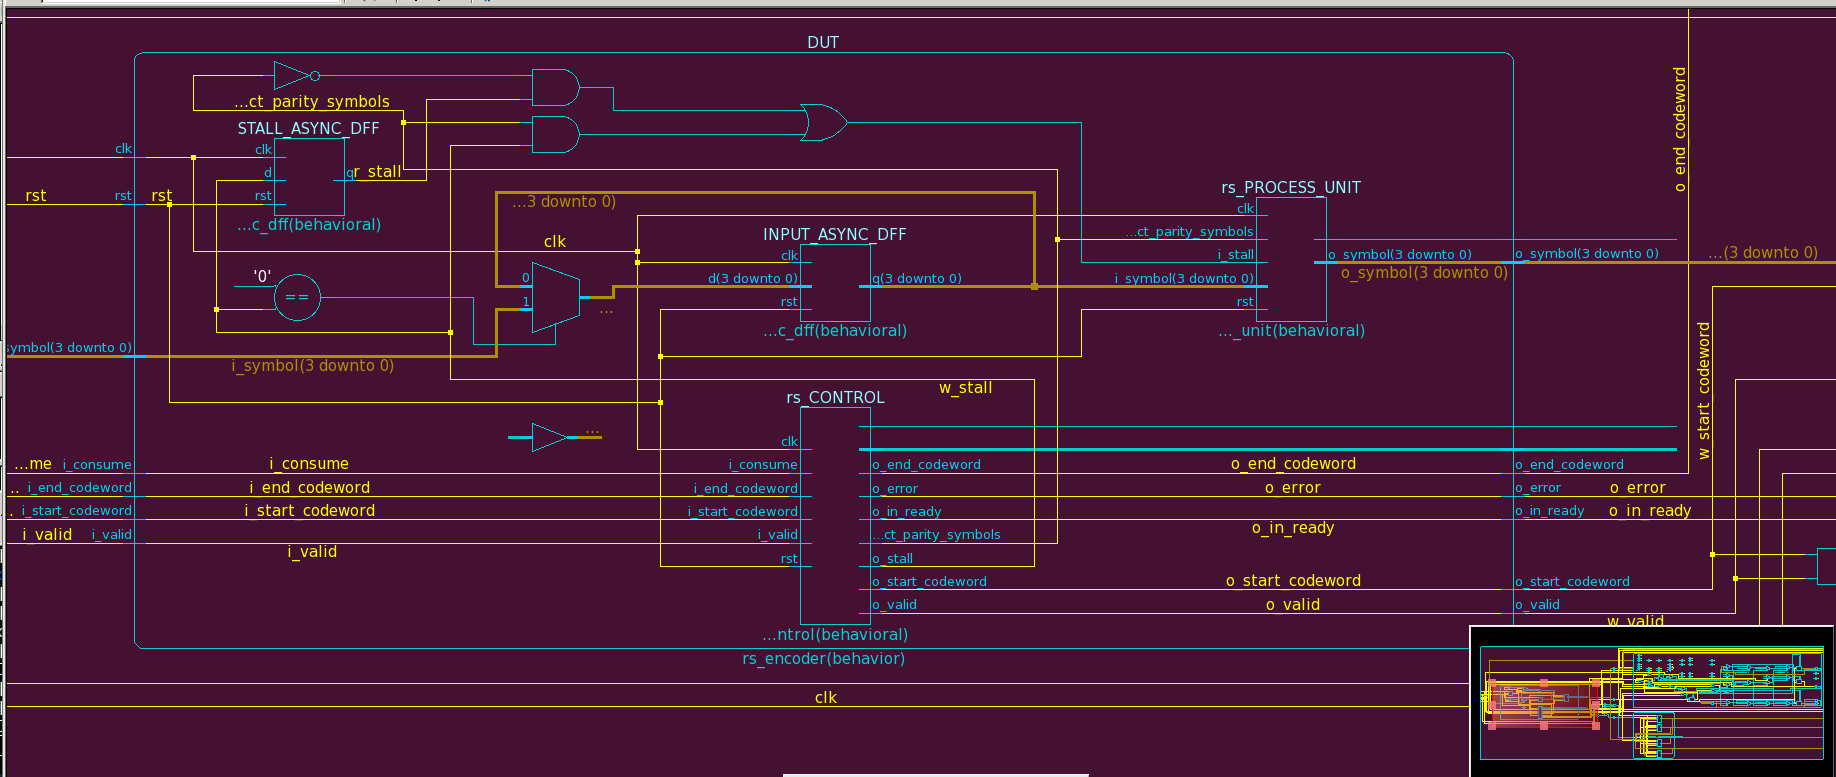 DUT
o_end_codeword
...ct_parity_symbols
STALL_ASYNC_DFF
clk
clk
d
q
r_stall
rst
rst
rst
rst
...c_dff(behavioral)
rs_PROCESS_UNIT
clk
...ct_parity_symbols
i_stall
i_symbol(3 downto 0)
rst
..._unit(behavioral)
o_symbol(3 downto 0)
o_symbol(3 downto 0)
o_symbol(3 downto 0)
...(3 downto 0)
...3 downto 0)
clk
INPUT_ASYNC_DFF
clk
d(3 downto 0)
q(3 downto 0)
rst
...c_dff(behavioral)
'0'
==
0
1
...
symbol(3 downto 0)
i_symbol(3 downto 0)
w_stall
w_start_codeword
rs_CONTROL
...
clk
...me
i_consume
i_consume
i_consume
o_end_codeword
o_end_codeword
o_end_codeword
..
i_end_codeword
i_end_codeword
i_end_codeword
o_error
o_error
o_error
o_error
.
i_start_codeword
i_start_codeword
i_start_codeword
o_in_ready
o_in_ready
o_in_ready
o_in_ready
i_valid
i_valid
i_valid
i_valid
...ct_parity_symbols
rst
o_stall
o_start_codeword
o_start_codeword
o_start_codeword
o_valid
o_valid
o_valid
w_valid
...ntrol(behavioral)
rs_encoder(behavior)
clk